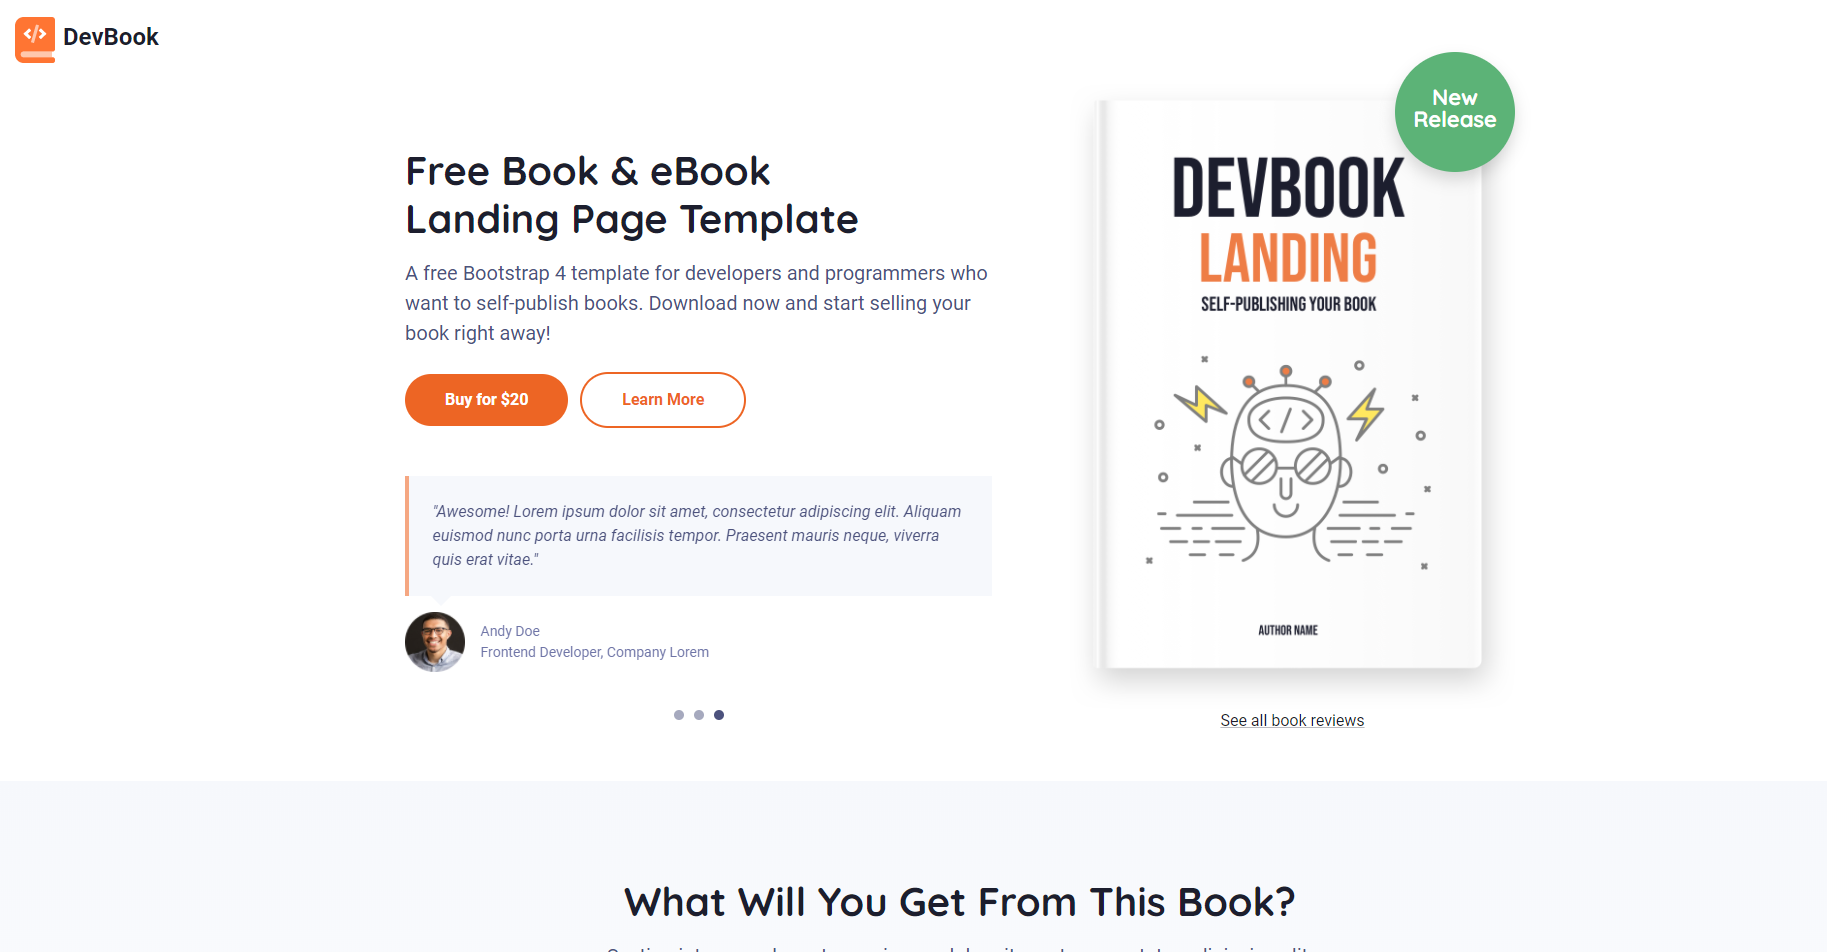 DevBook
Free Book & eBook
Landing Page Template
A free Bootstrap 4 template for developers and programmers who
want to self-publish books. Download now and start selling your
book right away!
Buy for $20
Learn More
"Awesome! Lorem ipsum dolor sit amet, consectetur adipiscing elit. Aliquam
euismod nunc porta urna facilisis tempor. Praesent mauris neque, viverra
quis erat vitae."
Andy Doe
Frontend Developer, Company Lorem
New
Release
DEVBOOK
LANDING
SELF-PUBLISHING YOUR BOOK
</>
AUTHOR NAME
See all book reviews
What Will You Get From This Book?